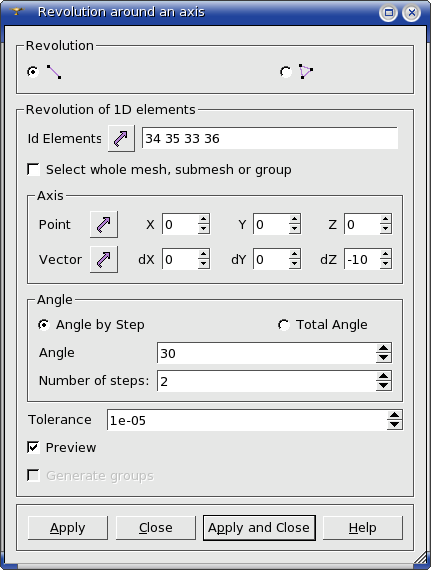 Revolution around an axis
Revolution
Revolution of 1D elements
Id Elements 34 35 33 36
Select whole mesh, submesh or group
Axis
Point X 0 Y 0 Z 0
Vector dX 0 dY 0 dZ -10
Angle
Angle by Step Total Angle
Angle 30
Number of steps: 2
Tolerance 1e-05
Preview
Generate groups
Apply Close Apply and Close Help